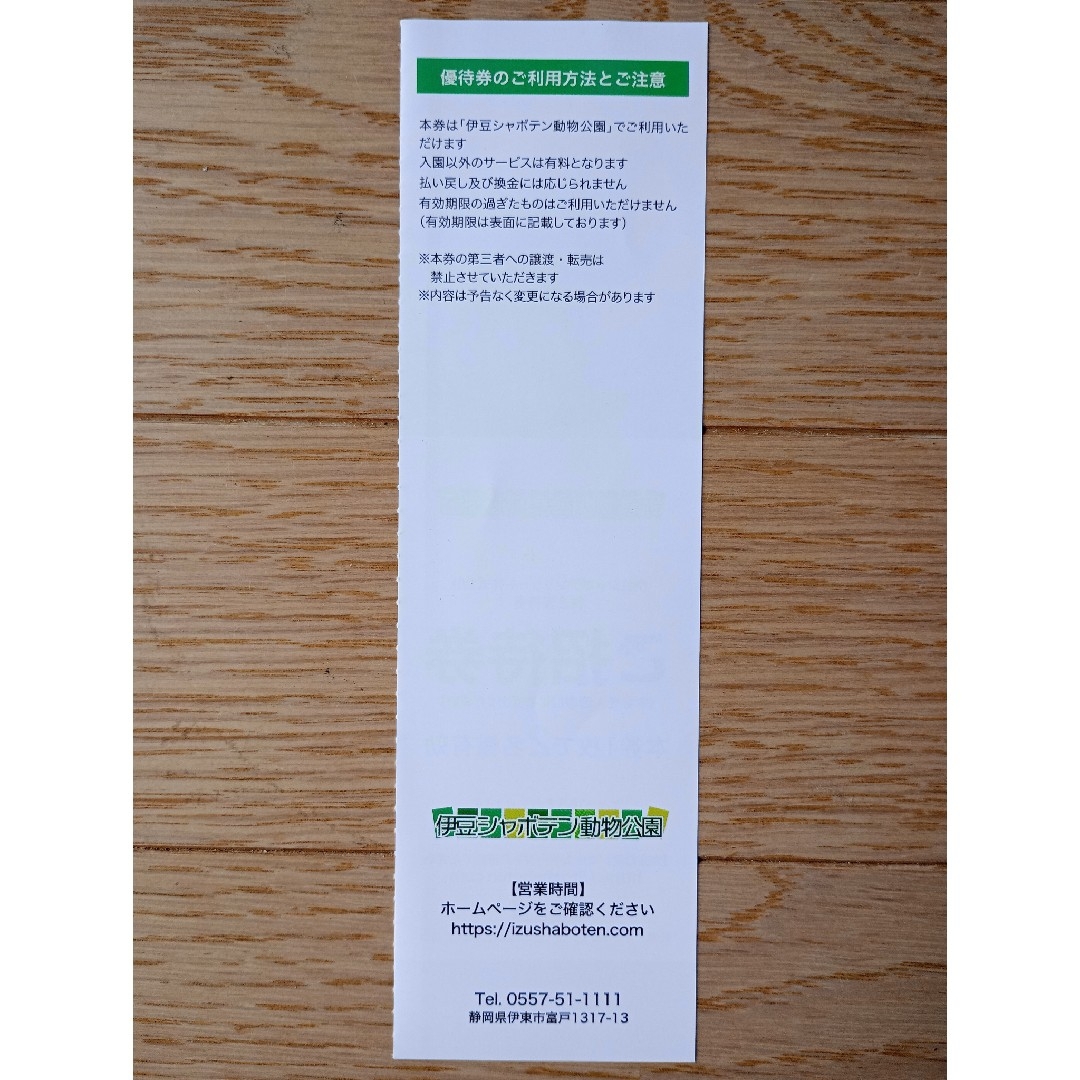 優待券のご利用方法とご注意
本券は「伊豆シャボテン動物公園」でご利用いた
だけます
入園以外のサービスは有料となります
払い戻し及び換金には応じられません
有効期限の過ぎたものはご利用いただけません
(有効期限は表面に記載しております)
※本券の第三者への譲渡・転売は
禁止させていただきます
※内容は予告なく変更になる場合があります
ご招待券
伊豆シャボテン動物公園
【営業時間】
ホームページをご確認ください
https://izushaboten.com
Tel. 0557-51-1111
静岡県伊東市富戸1317-13